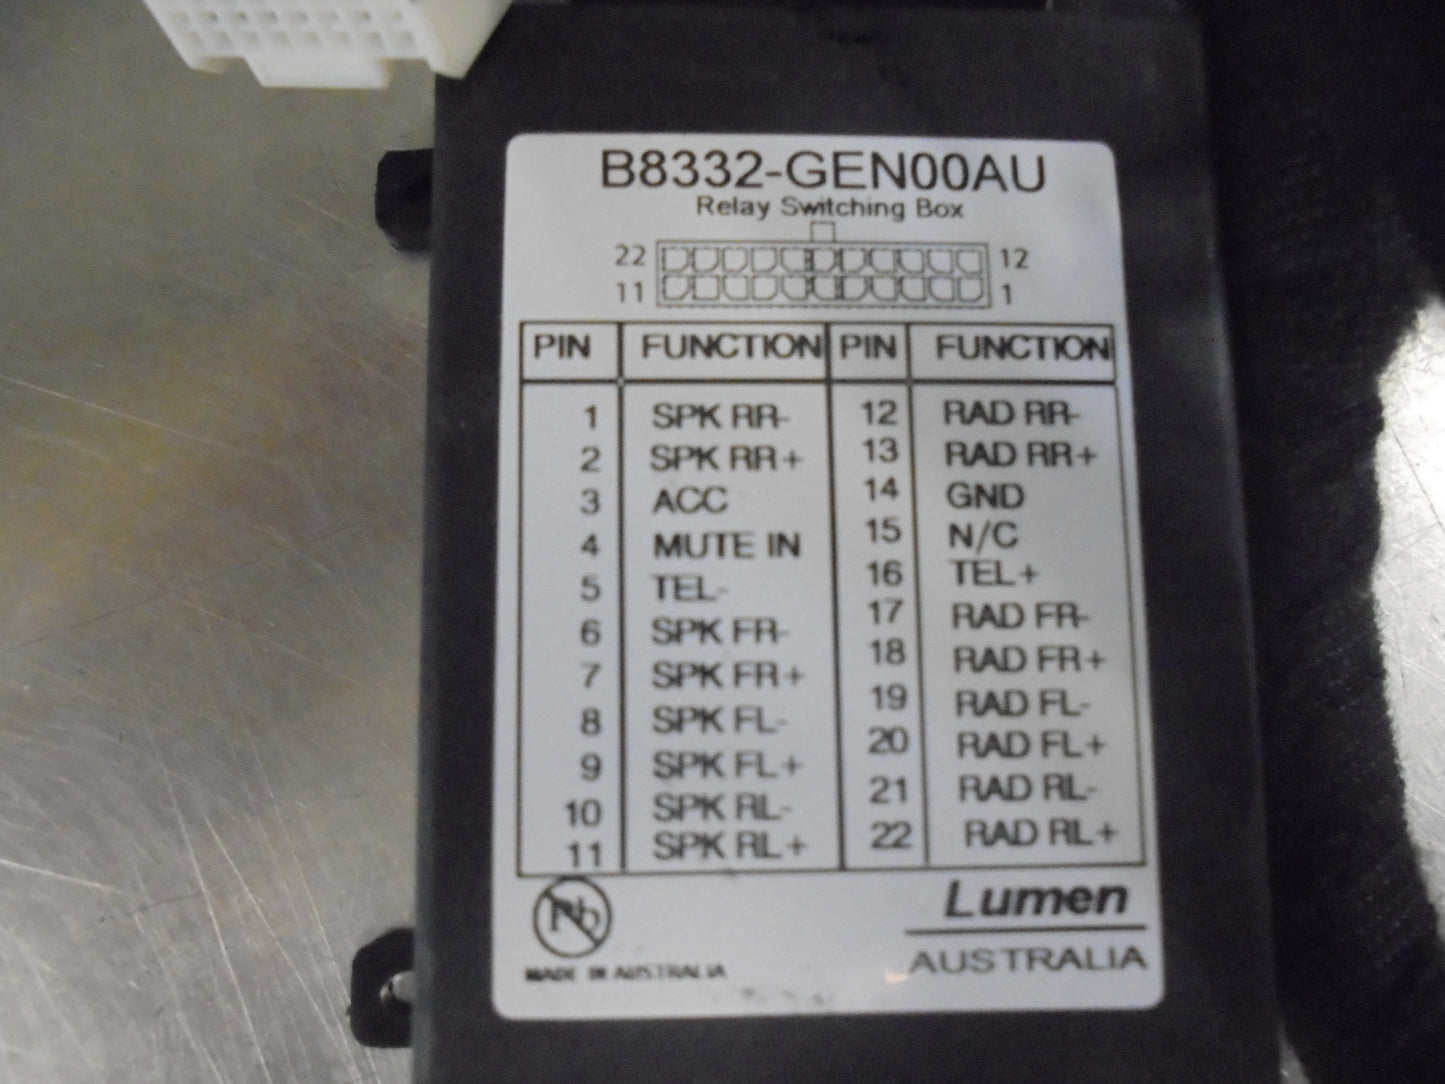 B8332-GEN00AU
Relay Switching Box
22 12
11 1
PIN FUNCTION PIN FUNCTION
1 SPK RR- 12 RAD RR-
2 SPK RR+ 13 RAD RR+
3 ACC 14 GND
4 MUTE IN 15 N/C
5 TEL- 16 TEL+
6 SPK FR- 17 RAD FR-
7 SPK FR+ 18 RAD FR+
8 SPK FL- 19 RAD FL-
9 SPK FL+ 20 RAD FL+
10 SPK RL- 21 RAD RL-
11 SPK RL+ 22 RAD RL+
Pb
MADE IN AUSTRALIA
Lumen
AUSTRALIA